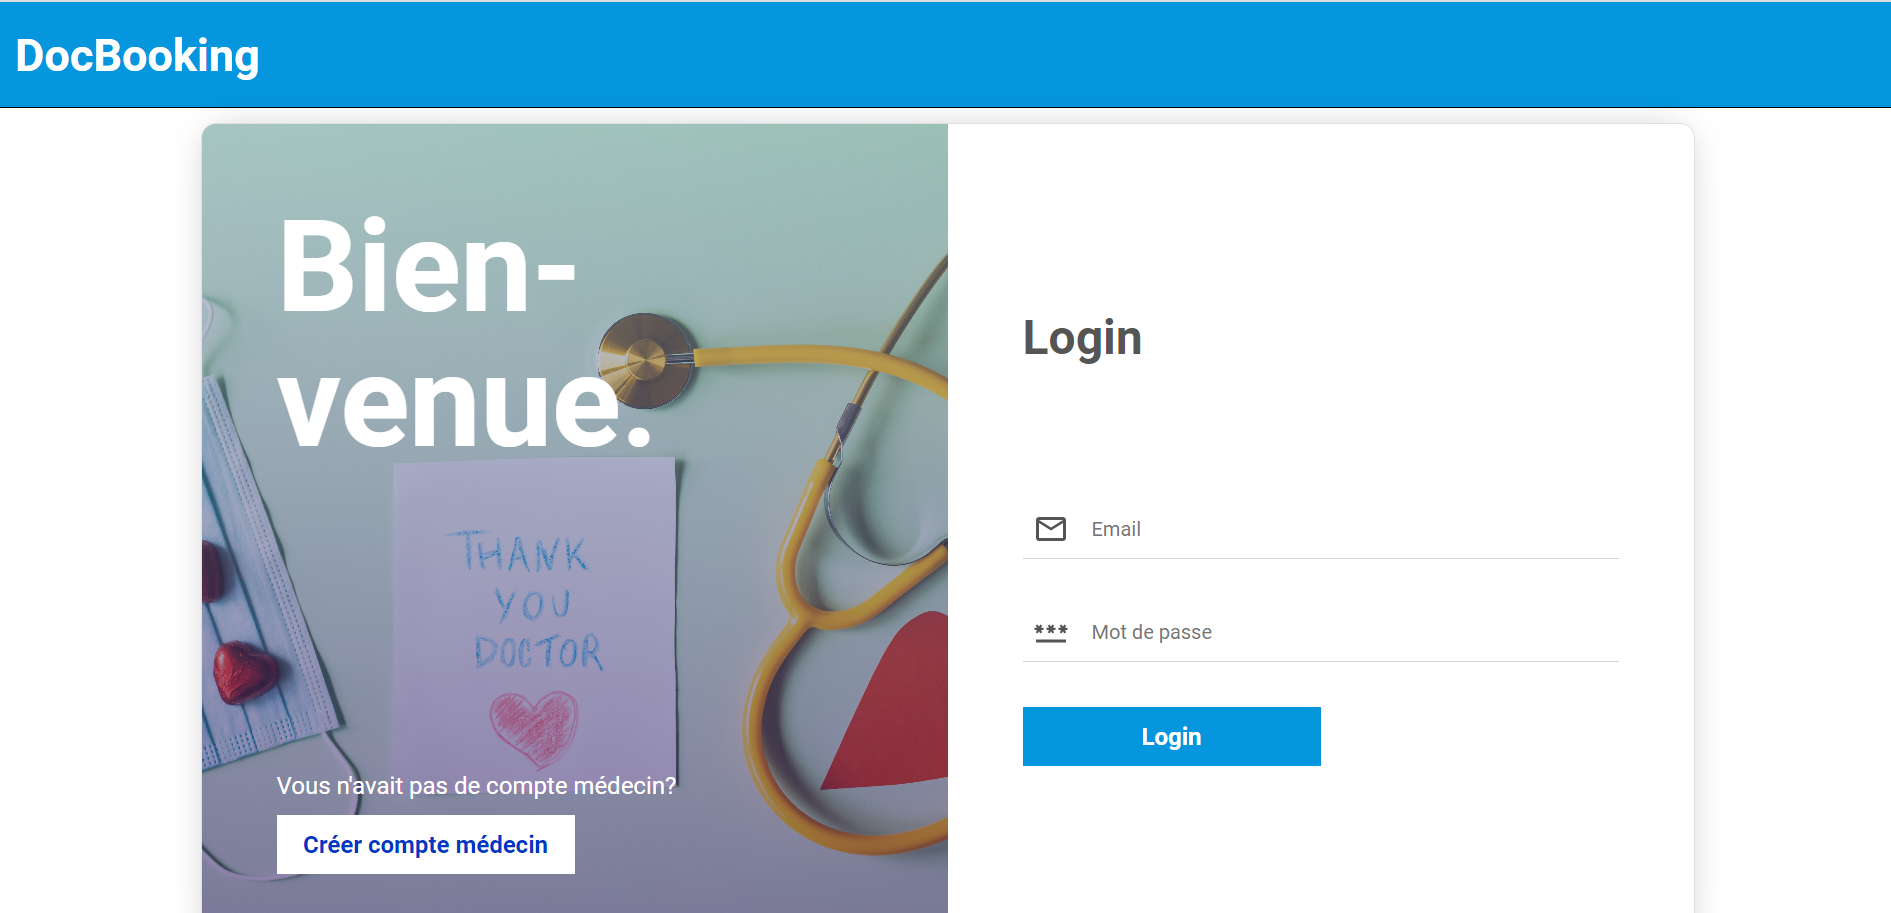 DocBooking
Bien-
venue.
THANK
YOU
DOCTOR
Vous n'avait pas de compte médecin?
Créer compte médecin
Login
Email
*** Mot de passe
Login